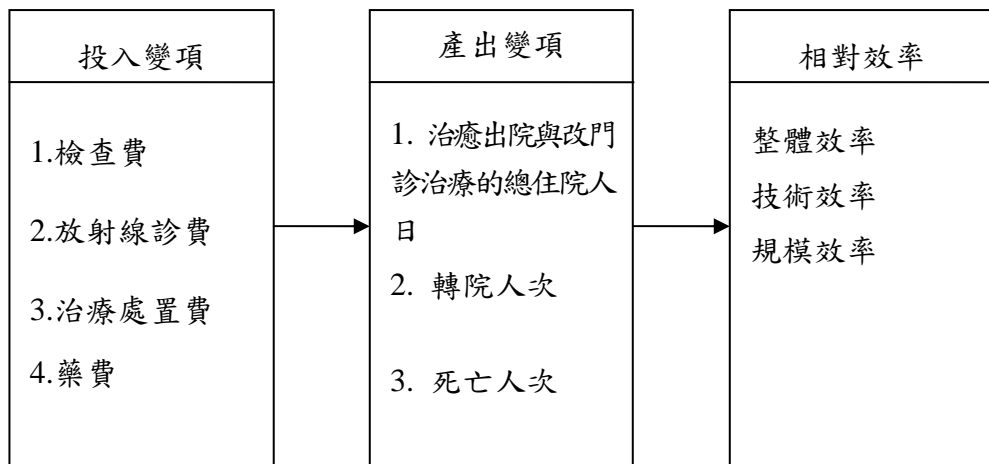 投入變項
1.檢查費
2.放射線診費
3.治療處置費
4.藥費
產出變項
1. 治癒出院與改門
診治療的總住院人
日
2. 轉院人次
3. 死亡人次
相對效率
整體效率
技術效率
規模效率